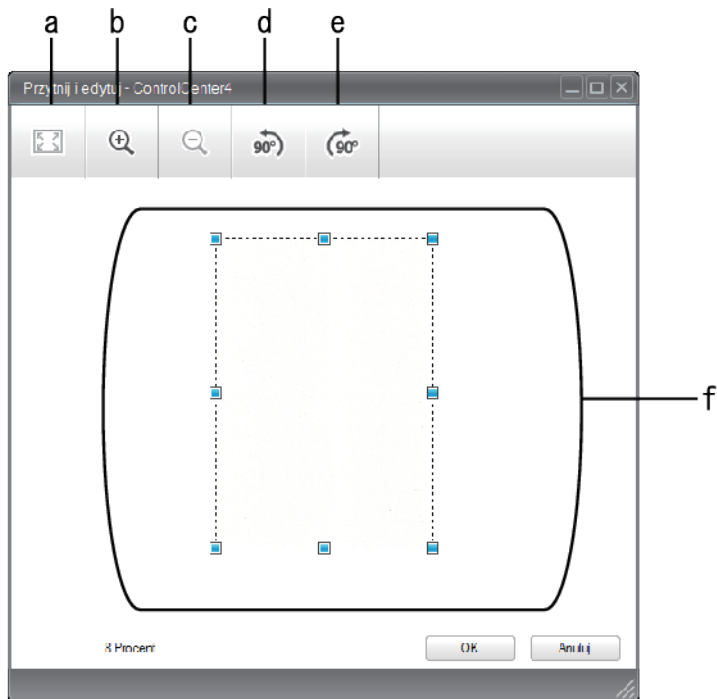 a b c d e
Przytnij i edytuj - ControlCenter4
90° 90°
f
8 Procent OK Anuluj